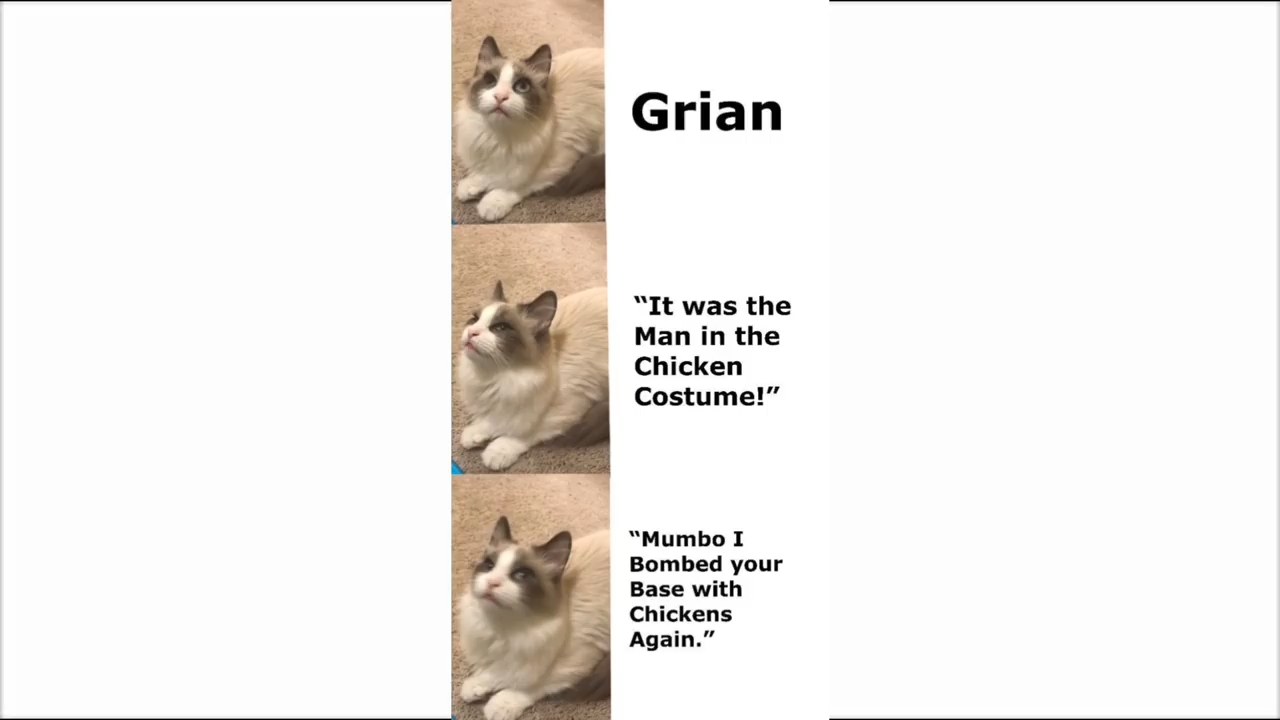 Grian
“It was the
Man in the
Chicken
Costume!”
“Mumbo I
Bombed your
Base with
Chickens
Again.”